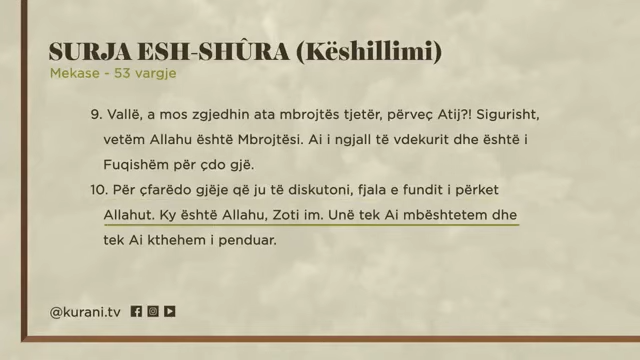 SURJA ESH-SHÛRA (Këshillimi)
Mekase - 53 vargje
9. Vallë, a mos zgjedhin ata mbrojtës tjetër, përveç Atij?! Sigurisht,
vetëm Allahu është Mbrojtësi. Ai i ngjall të vdekurit dhe është i
Fuqishëm për çdo gjë.
10. Për çfarëdo gjëje që ju të diskutoni, fjala e fundit i përket
Allahut. Ky është Allahu, Zoti im. Unë tek Ai mbështetem dhe
tek Ai kthehem i penduar.
@kurani.tv